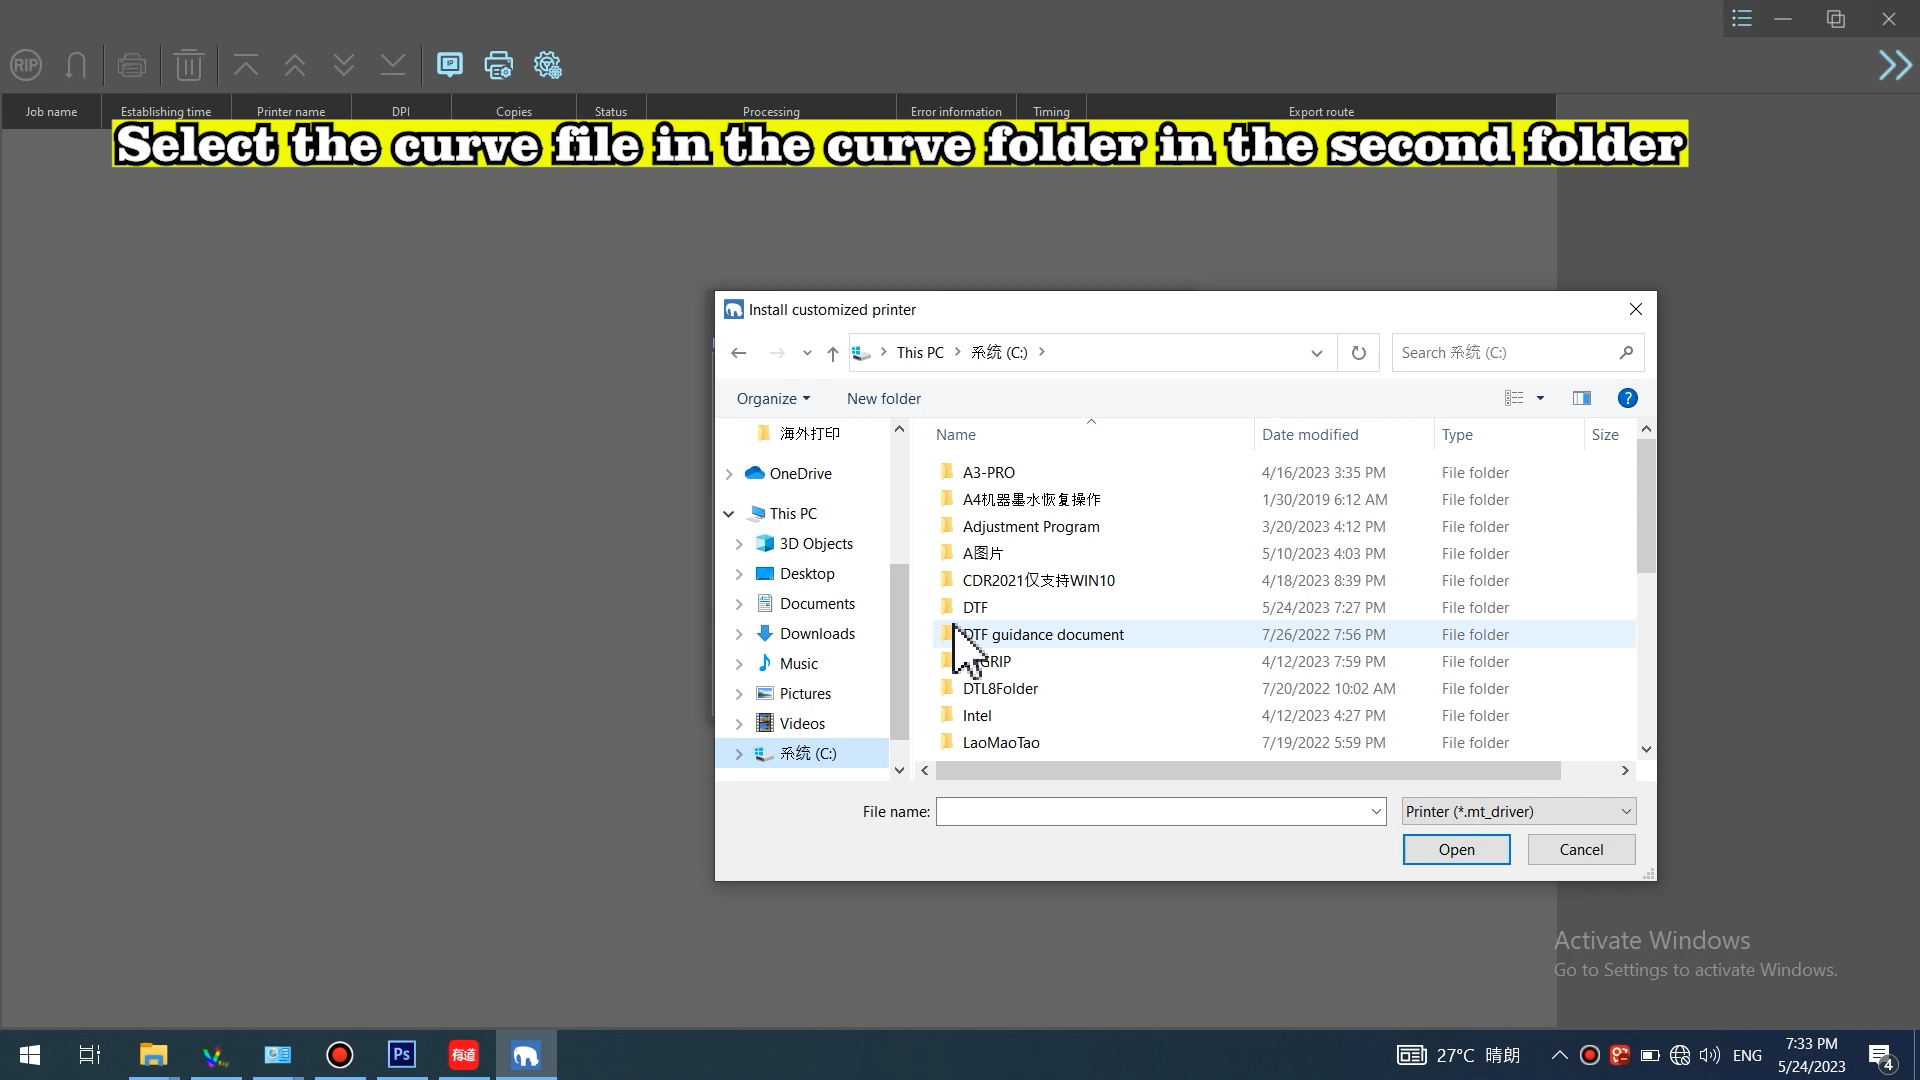 RIP
IP
Job name Establishing time Printer name DPI Copies Status Processing Error information Timing Export route
Select the curve file in the curve folder in the second folder
Install customized printer
This PC 系统 (C:)
Search 系统 (C:)
Organize New folder
Name Date modified Type Size
海外打印
OneDrive
This PC
3D Objects
Desktop
Documents
Downloads
Music
Pictures
Videos
系统 (C:)
A3-PRO 4/16/2023 3:35 PM File folder
A4机器墨水恢复操作 1/30/2019 6:12 AM File folder
Adjustment Program 3/20/2023 4:12 PM File folder
A图片 5/10/2023 4:03 PM File folder
CDR2021仅支持WIN10 4/18/2023 8:39 PM File folder
DTF 5/24/2023 7:27 PM File folder
DTF guidance document 7/26/2022 7:56 PM File folder
GRIP 4/12/2023 7:59 PM File folder
DTL8Folder 7/20/2022 10:02 AM File folder
Intel 4/12/2023 4:27 PM File folder
LaoMaoTao 7/19/2022 5:59 PM File folder
File name: Printer (*.mt_driver)
Open Cancel
Activate Windows
Go to Settings to activate Windows.
Ps
有道
27°C 晴朗
ENG
7:33 PM
5/24/2023
4